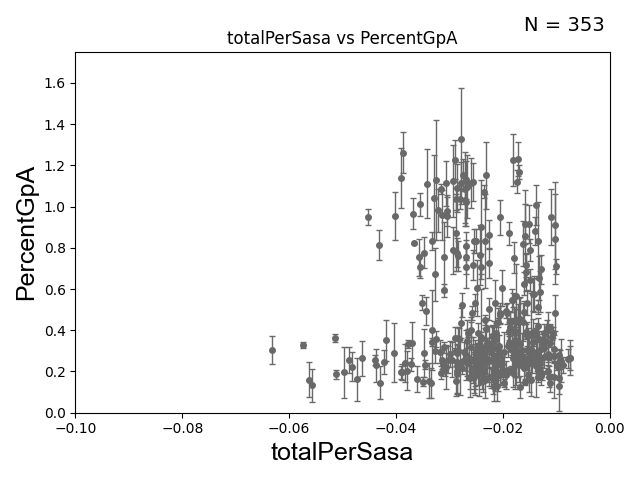 N = 353
totalPerSasa vs PercentGpA
PercentGpA
1.6
1.4
1.2
1.0
0.8
0.6
0.4
0.2
0.0
−0.10 −0.08 −0.06 −0.04 −0.02 0.00
totalPerSasa